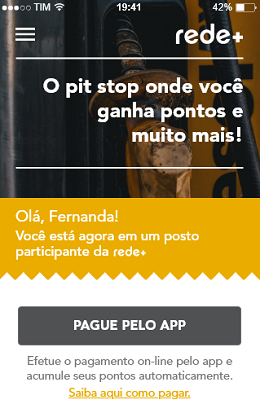 TIM 19:41 42%
rede+
O pit stop onde você
ganha pontos e
muito mais!
Olá, Fernanda!
Você está agora em um posto
participante da rede+
PAGUE PELO APP
Efetue o pagamento on-line pelo app e
acumule seus pontos automaticamente.
Saiba aqui como pagar.